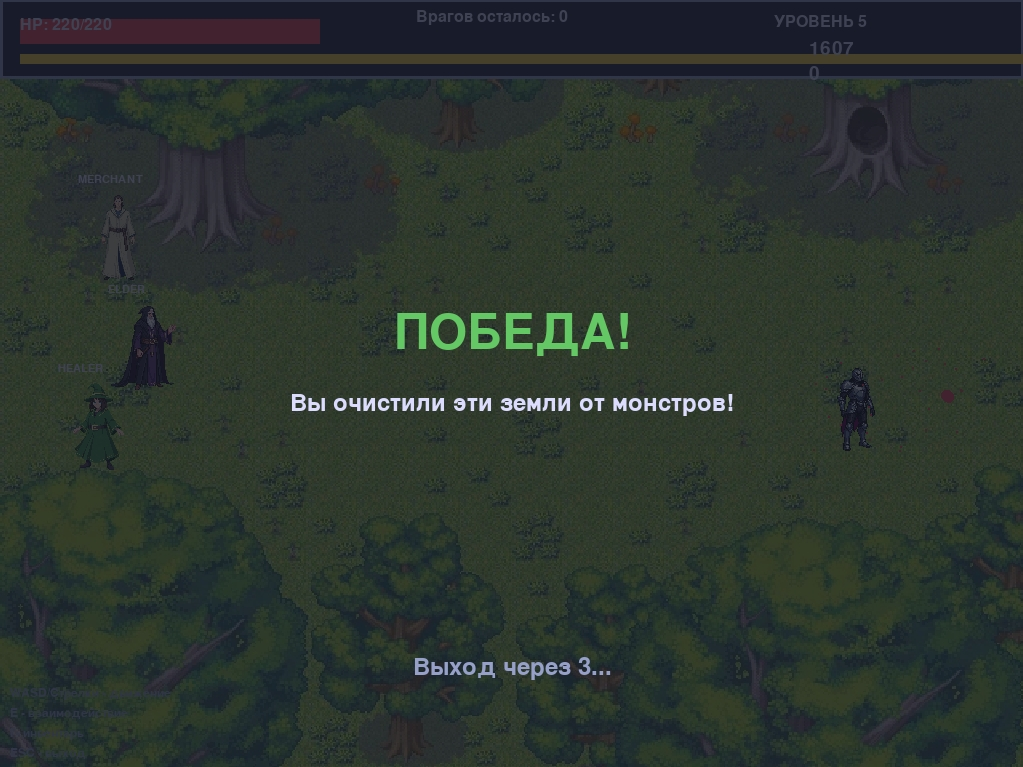 HP: 220/220
Врагов осталось: 0
УРОВЕНЬ 5
1607
0
MERCHANT
ELDER
HEALER
ПОБЕДА!
Вы очистили эти земли от монстров!
Выход через 3...